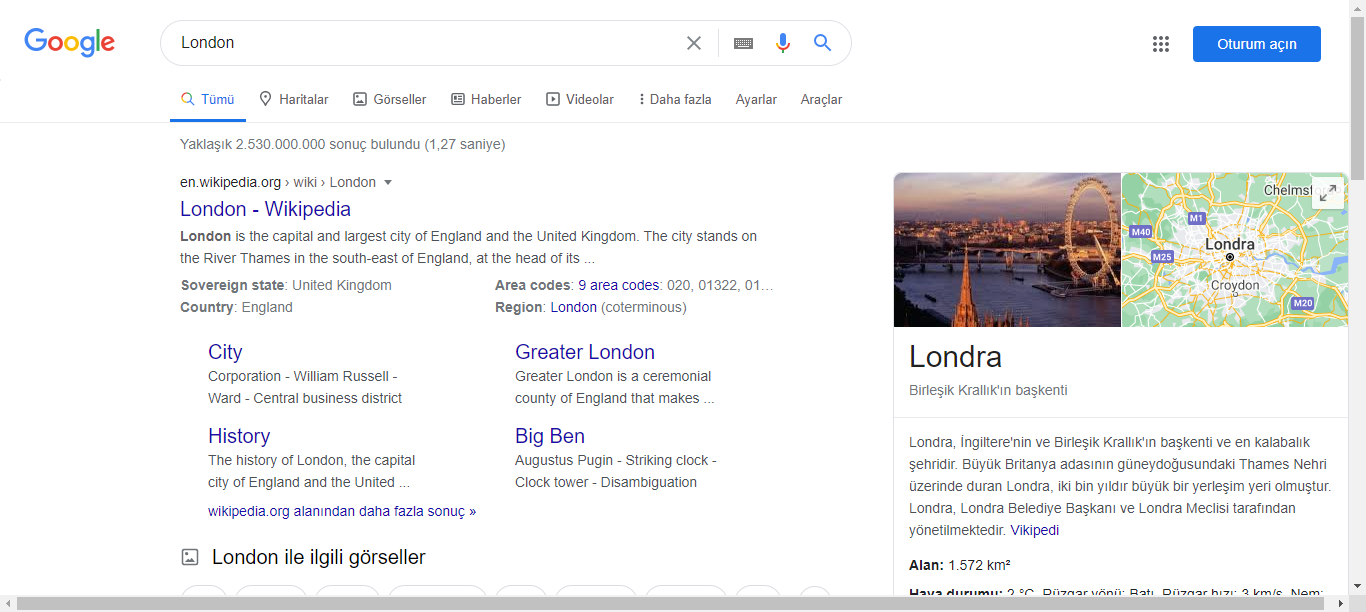 Google
London
Oturum açın
Tümü
Haritalar
Görseller
Haberler
Videolar
Daha fazla
Ayarlar
Araçlar
Yaklaşık 2.530.000.000 sonuç bulundu (1,27 saniye)
en.wikipedia.org › wiki › London
London - Wikipedia
London is the capital and largest city of England and the United Kingdom. The city stands on
the River Thames in the south-east of England, at the head of its ...
Sovereign state: United Kingdom
Country: England
Area codes: 9 area codes: 020, 01322, 01…
Region: London (coterminous)
City
Corporation - William Russell -
Ward - Central business district
Greater London
Greater London is a ceremonial
county of England that makes ...
History
The history of London, the capital
city of England and the United ...
Big Ben
Augustus Pugin - Striking clock -
Clock tower - Disambiguation
wikipedia.org alanından daha fazla sonuç »
London ile ilgili görseller
M1
M40
M25
Londra
Croydon
M20
Londra
Birleşik Krallık'ın başkenti
Londra, İngiltere'nin ve Birleşik Krallık'ın başkenti ve en kalabalık
şehridir. Büyük Britanya adasının güneydoğusundaki Thames Nehri
üzerinde duran Londra, iki bin yıldır büyük bir yerleşim yeri olmuştur.
Londra, Londra Belediye Başkanı ve Londra Meclisi tarafından
yönetilmektedir. Vikipedi
Alan: 1.572 km²
Hava durumu: 2 °C, Rüzgar yönü: Batı, Rüzgar hızı: 3 km/s, Nem: